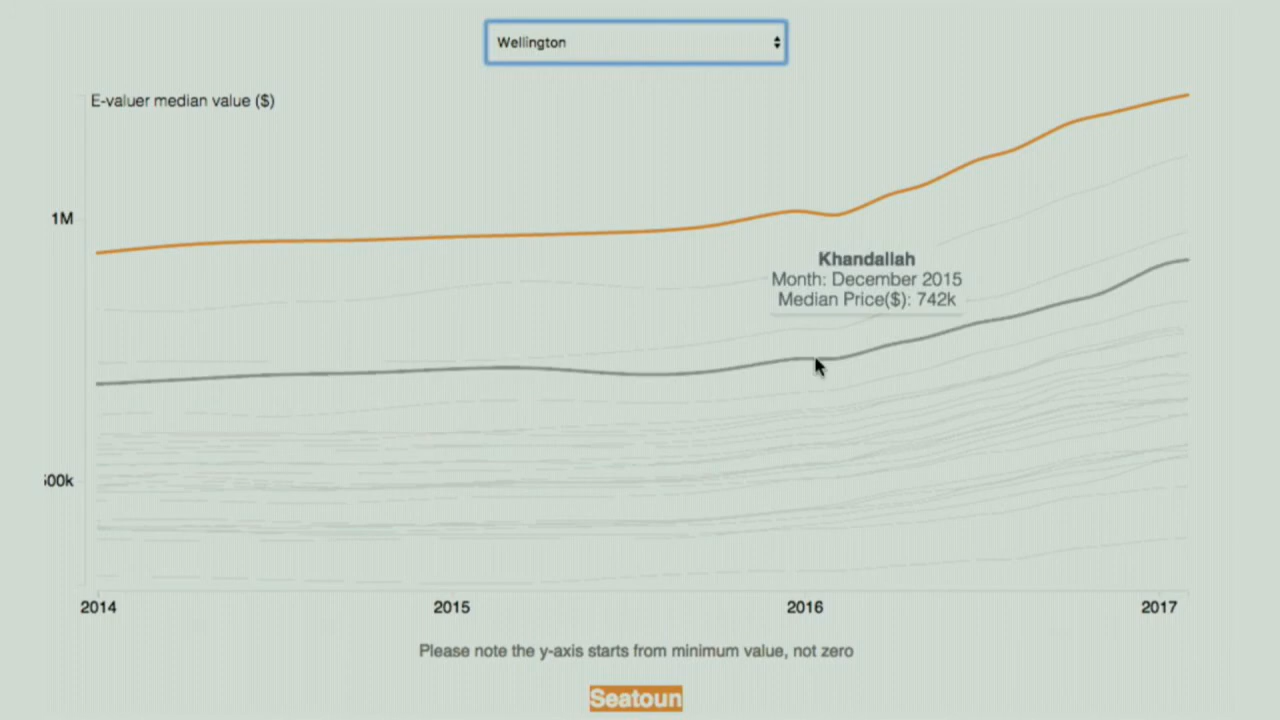 Wellington
E-valuer median value ($)
1M
Khandallah
Month: December 2015
Median Price($): 742k
500k
2014 2015 2016 2017
Please note the y-axis starts from minimum value, not zero
Seatoun